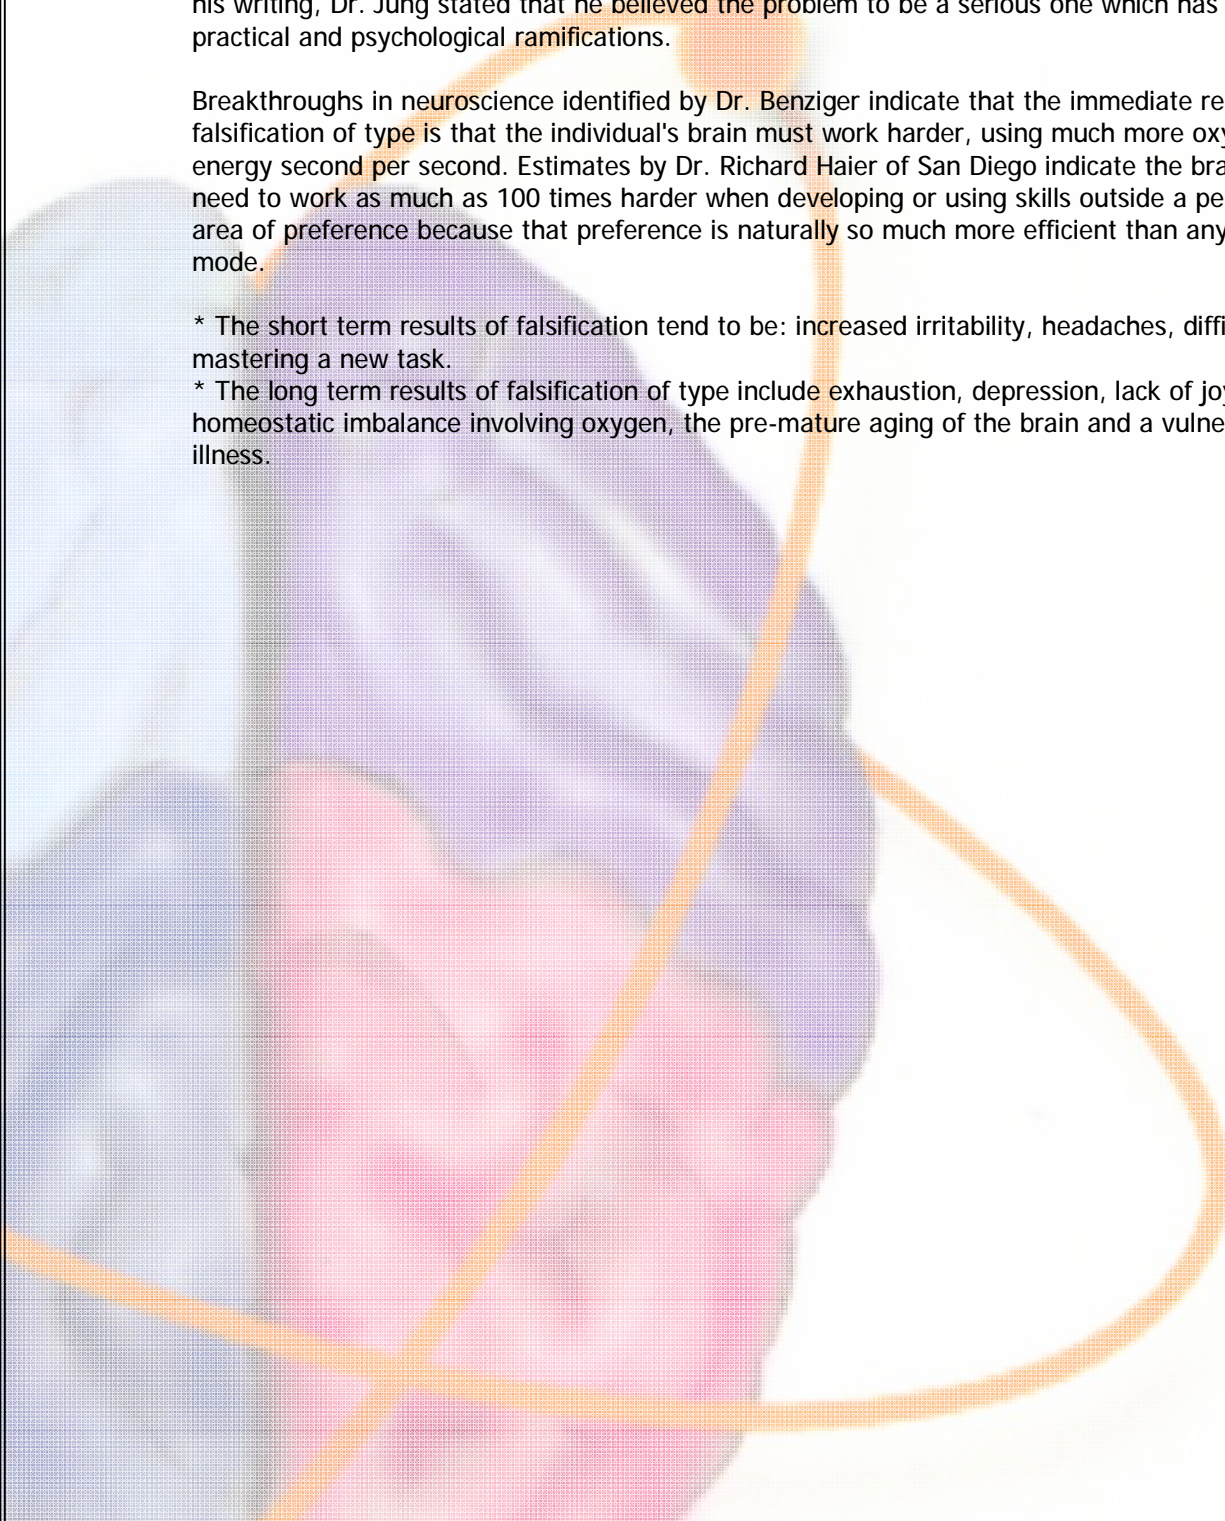 his writing, Dr. Jung stated that he believed the problem to be a serious one which has
practical and psychological ramifications.
Breakthroughs in neuroscience identified by Dr. Benziger indicate that the immediate re
falsification of type is that the individual's brain must work harder, using much more oxy
energy second per second. Estimates by Dr. Richard Haier of San Diego indicate the bra
need to work as much as 100 times harder when developing or using skills outside a pe
area of preference because that preference is naturally so much more efficient than any
mode.
* The short term results of falsification tend to be: increased irritability, headaches, diffi
mastering a new task.
* The long term results of falsification of type include exhaustion, depression, lack of joy
homeostatic imbalance involving oxygen, the pre-mature aging of the brain and a vulne
illness.